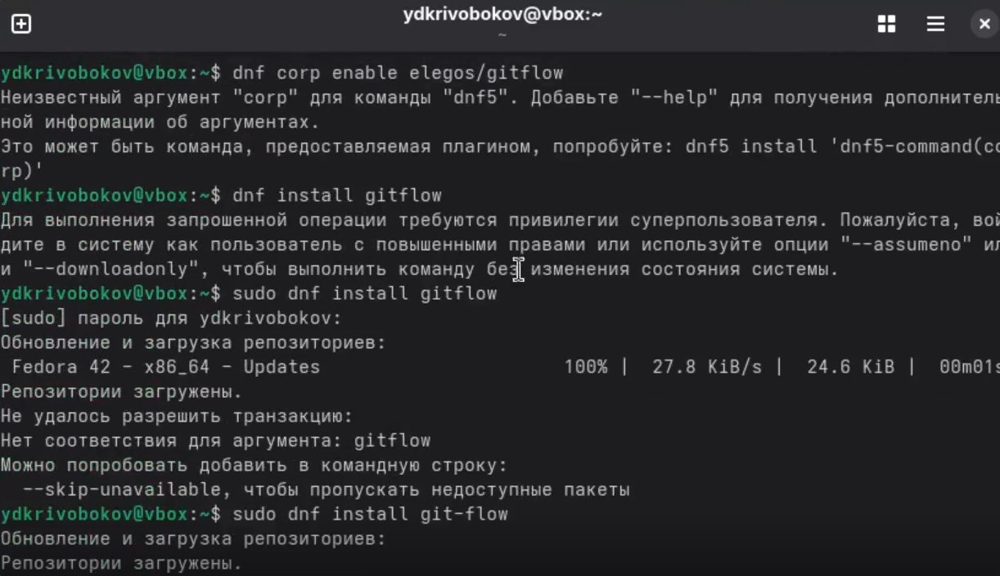 ydkrivobokov@vbox:~
~
ydkrivobokov@vbox:~$ dnf corp enable elegos/gitflow
Неизвестный аргумент "corp" для команды "dnf5". Добавьте "--help" для получения дополнитель
ной информации об аргументах.
Это может быть команда, предоставляемая плагином, попробуйте: dnf5 install 'dnf5-command(co
rp)'
ydkrivobokov@vbox:~$ dnf install gitflow
Для выполнения запрошенной операции требуются привилегии суперпользователя. Пожалуйста, вой
дите в систему как пользователь с повышенными правами или используйте опции "--assumeno" ил
и "--downloadonly", чтобы выполнить команду без изменения состояния системы.
ydkrivobokov@vbox:~$ sudo dnf install gitflow
[sudo] пароль для ydkrivobokov:
Обновление и загрузка репозиториев:
Fedora 42 - x86_64 - Updates 100% | 27.8 KiB/s | 24.6 KiB | 00m01s
Репозитории загружены.
Не удалось разрешить транзакцию:
Нет соответствия для аргумента: gitflow
Можно попробовать добавить в командную строку:
--skip-unavailable, чтобы пропускать недоступные пакеты
ydkrivobokov@vbox:~$ sudo dnf install git-flow
Обновление и загрузка репозиториев:
Репозитории загружены.